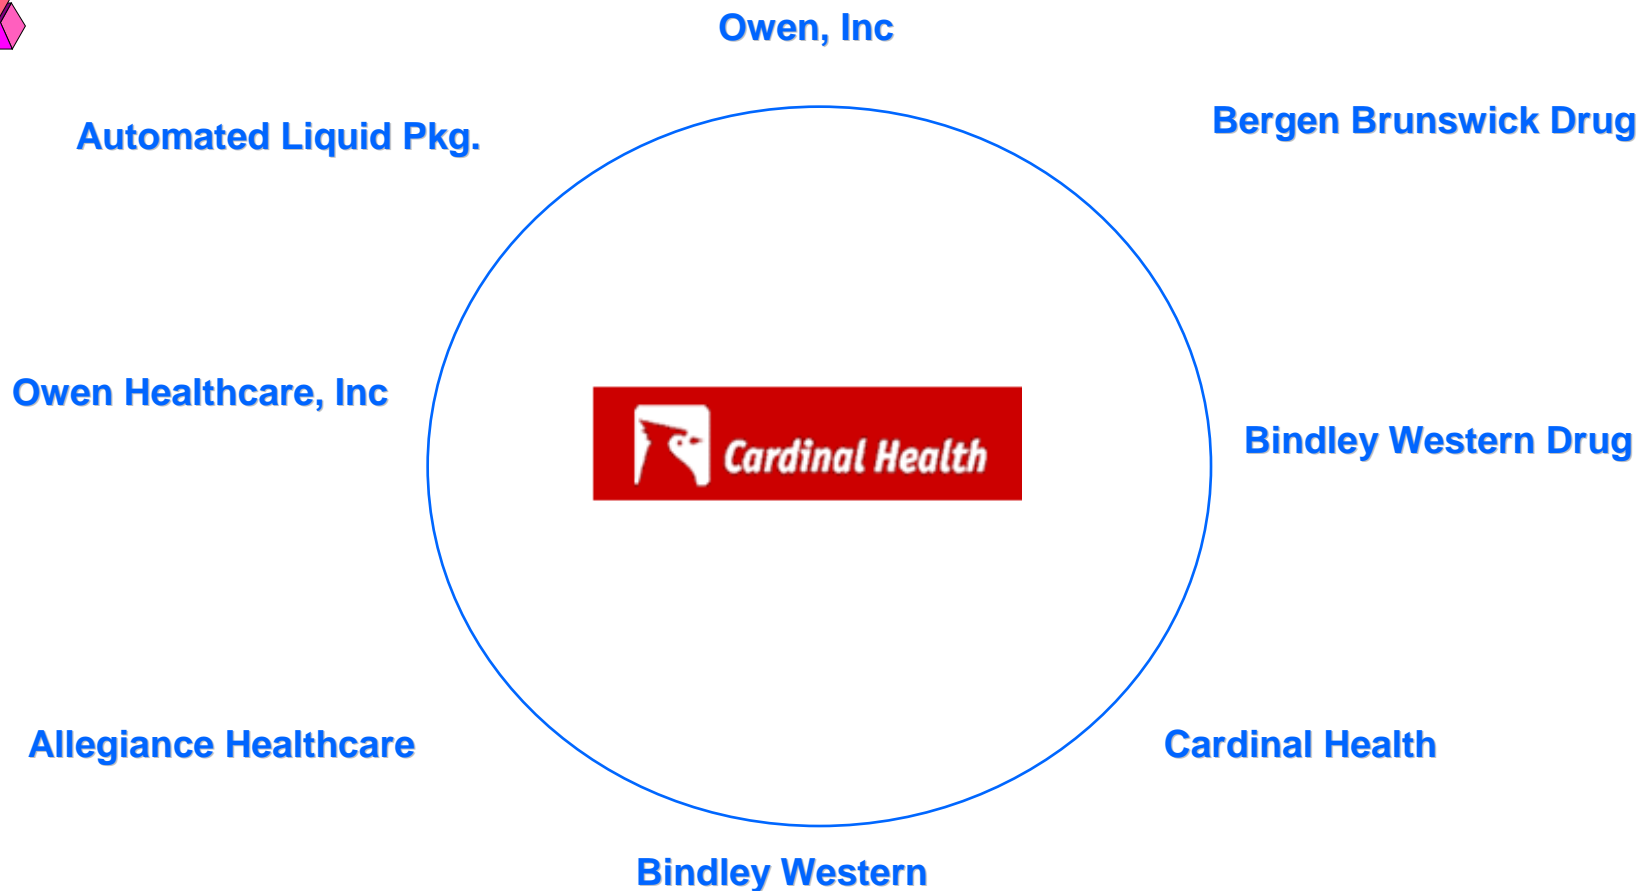 Owen, Inc
Bergen Brunswick Drug
Automated Liquid Pkg.
Owen Healthcare, Inc
Bindley Western Drug
Cardinal Health
Allegiance Healthcare
Cardinal Health
Bindley Western